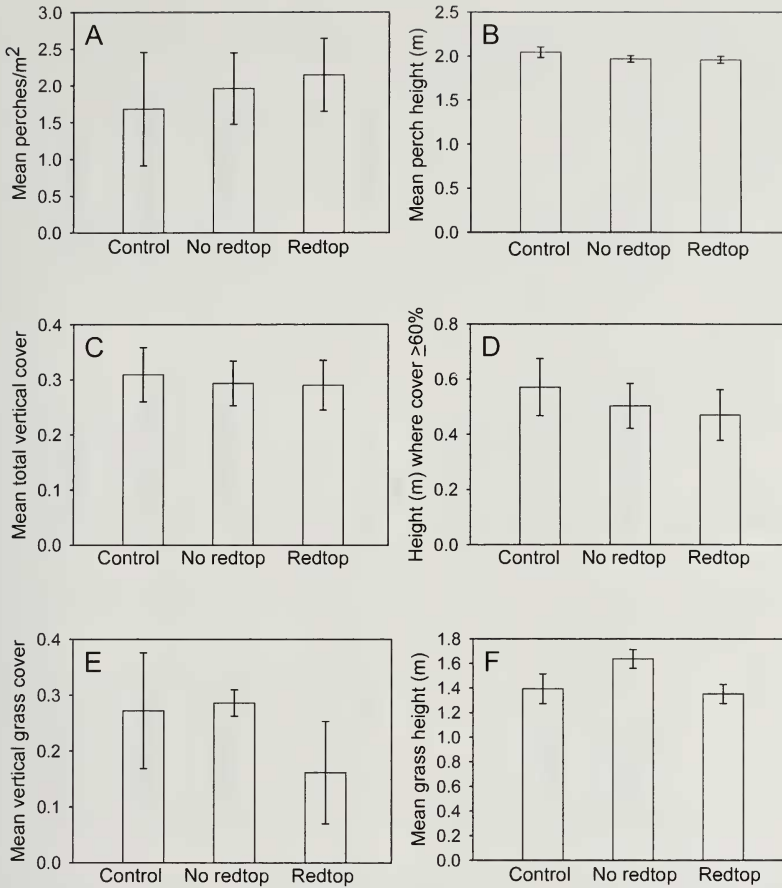 A
Mean perches/m²
3.0
2.5
2.0
1.5
1.0
0.5
0.0
Control No redtop Redtop
B
Mean perch height (m)
2.5
2.0
1.5
1.0
0.5
0.0
Control No redtop Redtop
C
Mean total vertical cover
0.4
0.3
0.2
0.1
0.0
Control No redtop Redtop
D
Height (m) where cover ≥60%
0.8
0.6
0.4
0.2
0.0
Control No redtop Redtop
E
Mean vertical grass cover
0.4
0.3
0.2
0.1
0.0
Control No redtop Redtop
F
Mean grass height (m)
1.8
1.6
1.4
1.2
1.0
0.8
0.6
0.4
0.2
0.0
Control No redtop Redtop